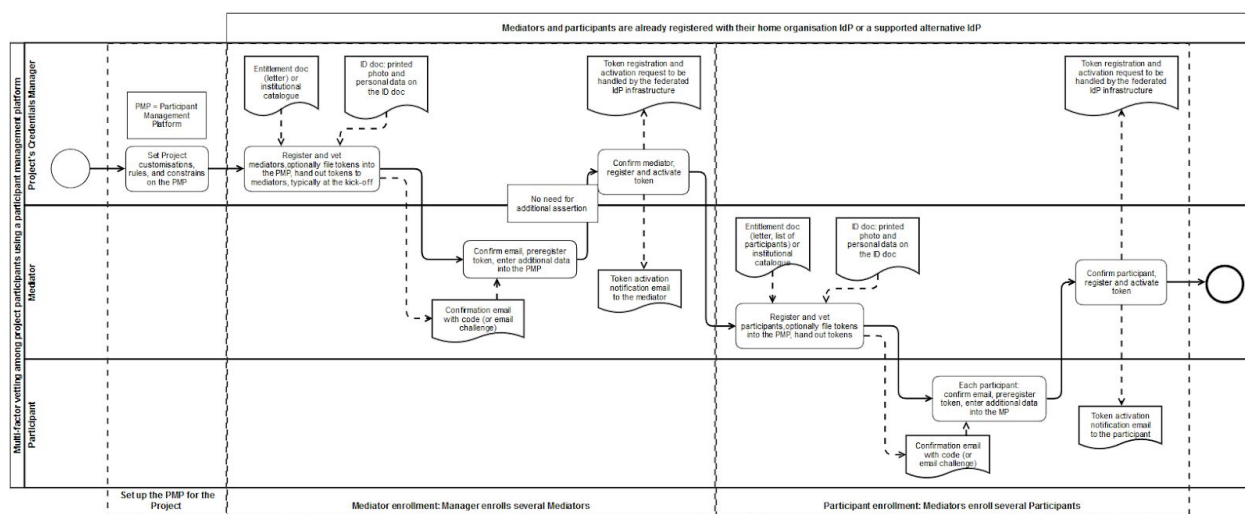 Mediators and participants are already registered with their home organisation IdP or a supported alternative IdP
Multi-factor vetting among project participants using a participant management platform
Project's Credentials Manager
PMP = Participant
Management
Platform
Set Project
customisations,
rules, and constrains
on the PMP
Entitlement doc
(letter) or
institutional
catalogue
ID doc: printed
photo and
personal data on
the ID doc
Register and vet
mediators,optionally file tokens into
the PMP, hand out tokens to
mediators, typically at the kick-off
Token registration
and activation
request to be
handled by the
federated
IdP infrastructure
Confirm mediator,
register and activate
token
No need for
additional assertion
Token registration
and activation
request to be
handled by the
federated
IdP infrastructure
Mediator
Confirm email, preregister
token, enter additional data
into the PMP
Confirmation email
with code (or email
challenge)
Token activation
notification email
to the mediator
Entitlement doc
(letter, list of
participants) or
institutional
catalogue
ID doc: printed
photo and
personal data on
the ID doc
Register and vet
participants,optionally file tokens
into the PMP, hand out tokens
Confirm participant,
register and activate
token
Participant
Each participant:
confirm email, preregister
token, enter additional data
into the MP
Confirmation email
with code (or
email challenge)
Token activation
notification email
to the participant
Set up the PMP for the
Project
Mediator enrollment: Manager enrolls several Mediators
Participant enrollment: Mediators enroll several Participants